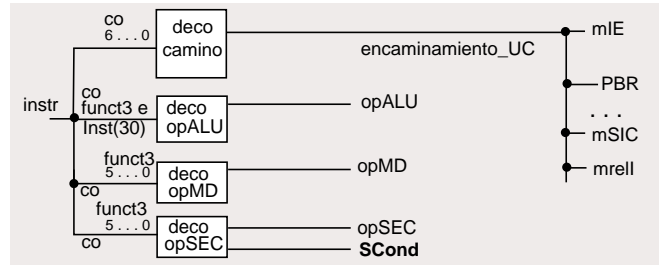 co
6 . . . 0
deco
camino
encaminamiento_UC
mIE
PBR
. . .
mSIC
mrelI
instr
co
funct3 e
Inst(30)
deco
opALU
opALU
funct3
5 . . . 0
co
deco
opMD
opMD
funct3
5 . . . 0
co
deco
opSEC
opSEC
SCond